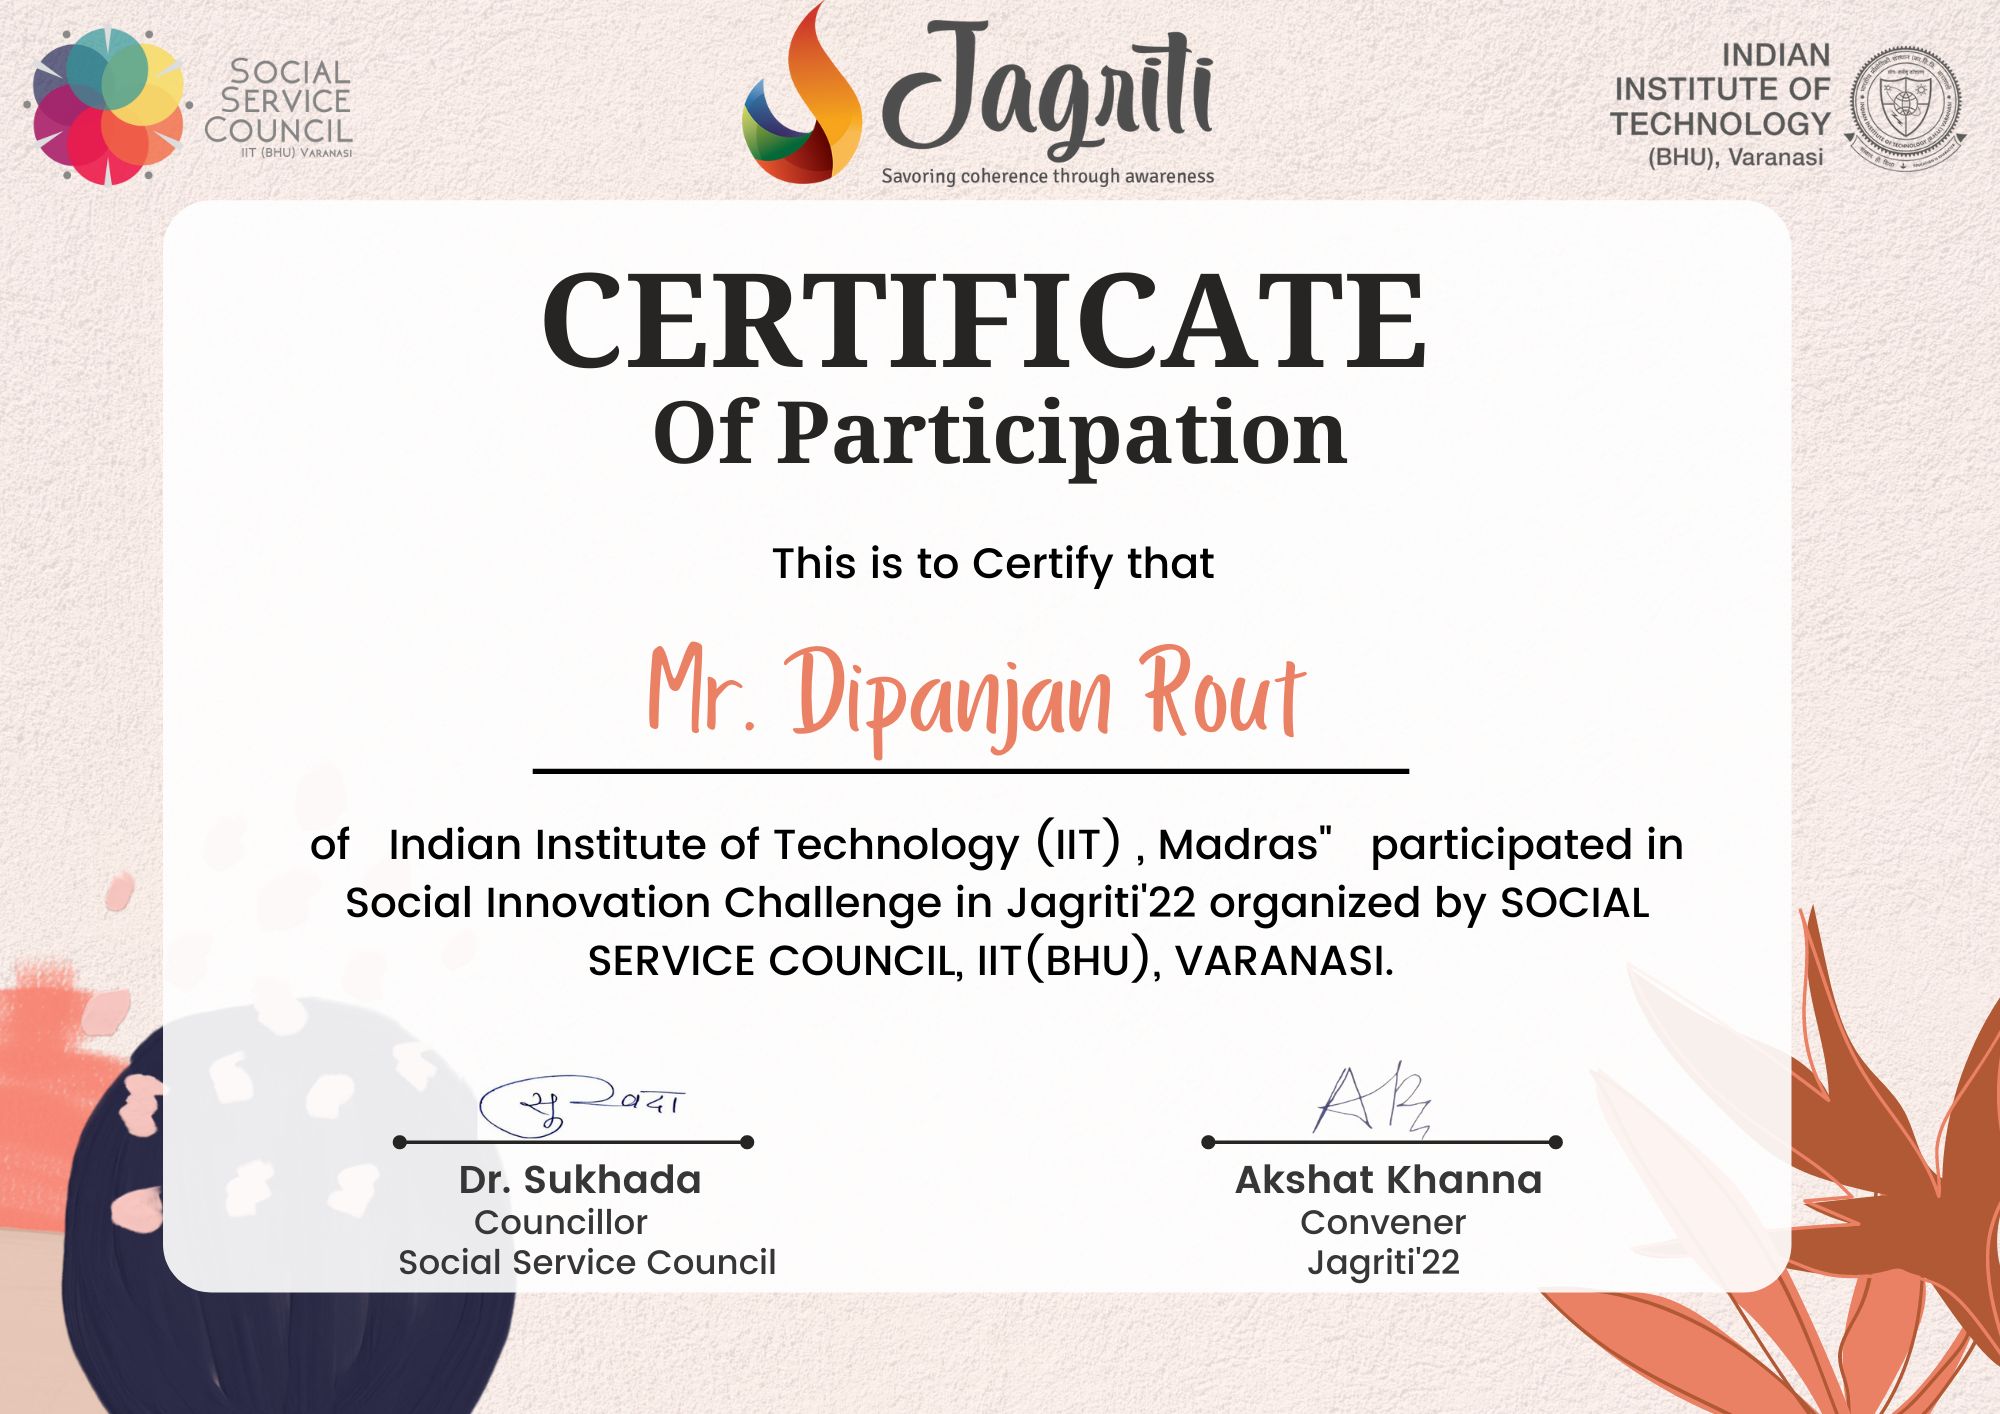 SOCIAL
SERVICE
COUNCIL
IIT (BHU) VARANASI
Jagriti
Savoring coherence through awareness
INDIAN
INSTITUTE OF
TECHNOLOGY
(BHU), Varanasi
CERTIFICATE
Of Participation
This is to Certify that
Mr. Dipanjan Rout
of Indian Institute of Technology (IIT) , Madras" participated in
Social Innovation Challenge in Jagriti'22 organized by SOCIAL
SERVICE COUNCIL, IIT(BHU), VARANASI.
सुखदा
Dr. Sukhada
Councillor
Social Service Council
Akshat Khanna
Convener
Jagriti'22